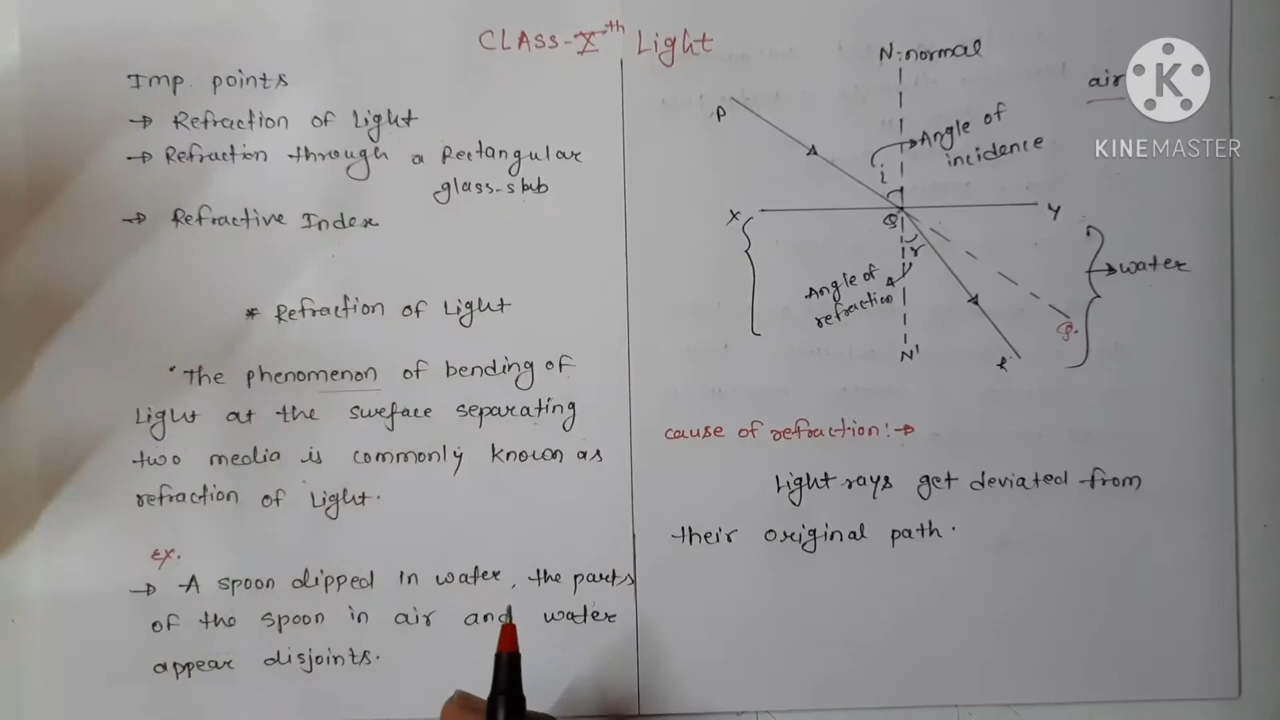 CLASS-Xth Light
Imp. points
→ Refraction of Light
→ Refraction through a Rectangular
glass-slab
→ Refractive Index
* Refraction of Light
• The phenomenon of bending of
Light at the sweface separating
two media is commonly known as
refraction of Light.
Ex.
→ A spoon dipped in water, the parts
of the spoon in air and water
appear disjoints.
N:normal
air
K
KINEMASTER
P
→Angle of
incidence
i
X
Y
Q
r
→water
Angle of
refraction
N'
R
cause of refraction:→
Light rays get deviated from
their original path.